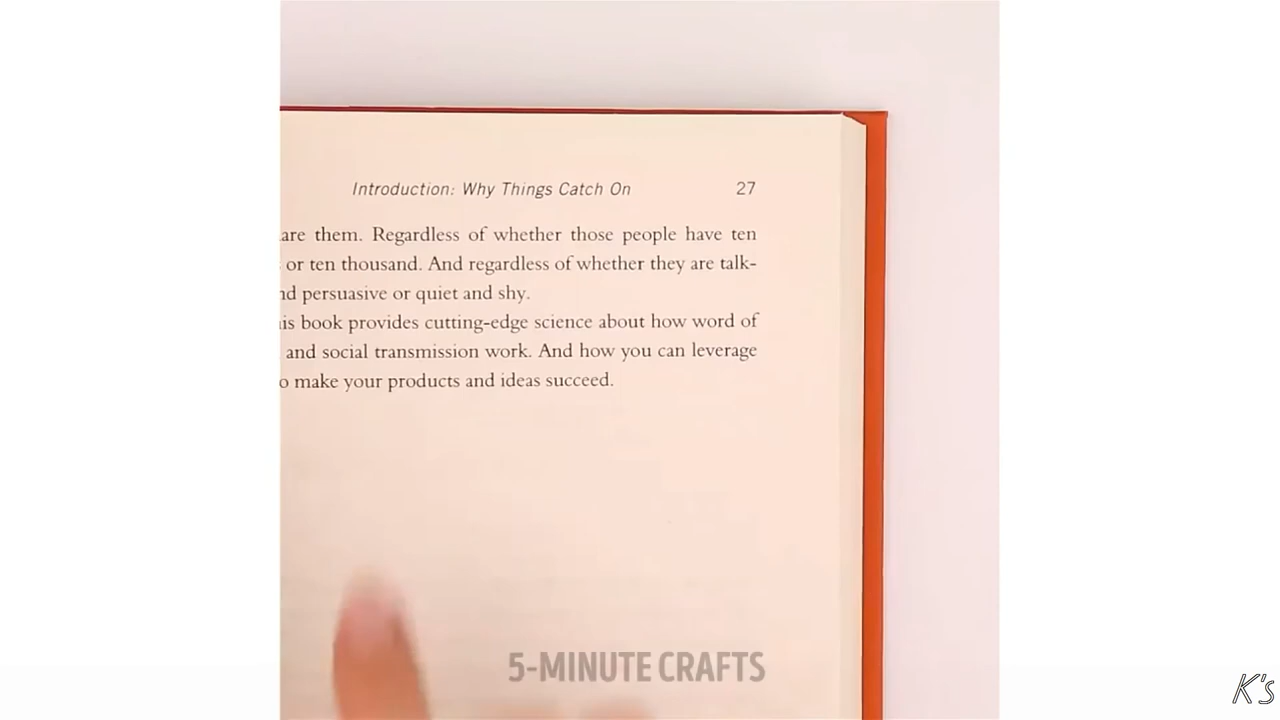 Introduction: Why Things Catch On 27
are them. Regardless of whether those people have ten
or ten thousand. And regardless of whether they are talk-
nd persuasive or quiet and shy.
is book provides cutting-edge science about how word of
and social transmission work. And how you can leverage
o make your products and ideas succeed.
5-MINUTE CRAFTS
K's